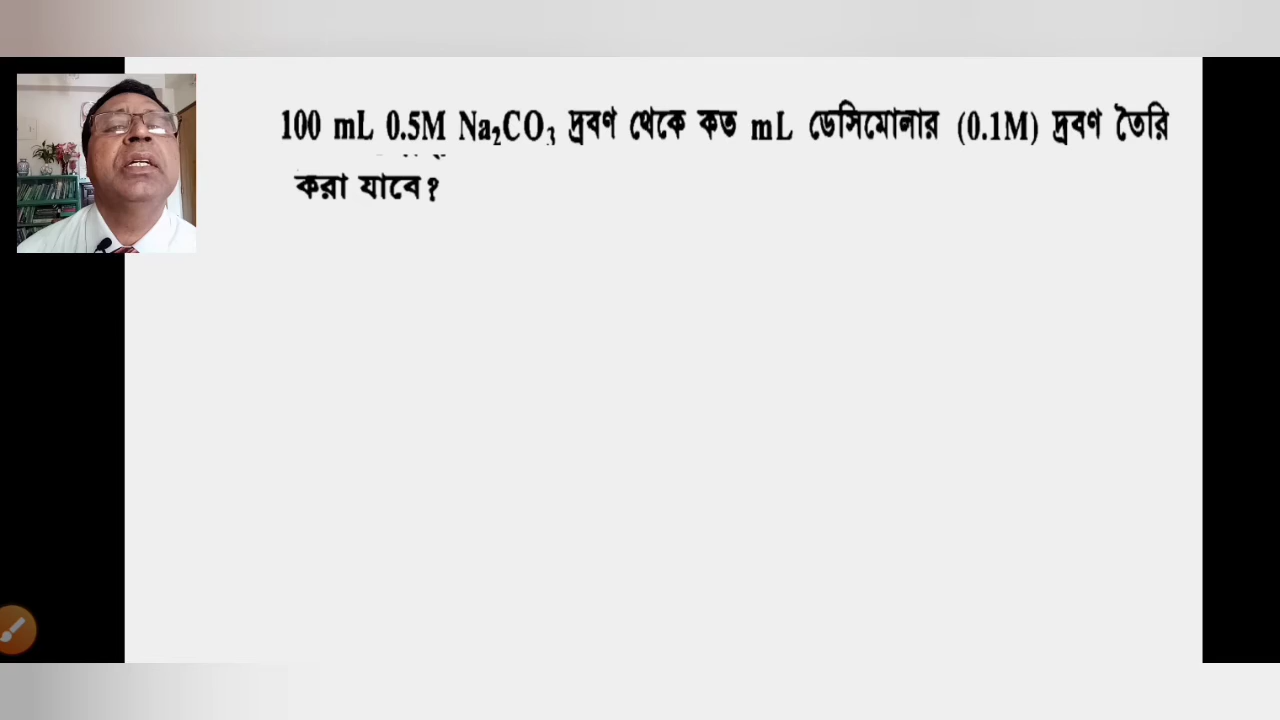 100 mL 0.5M Na₂CO₃ দ্রবণ থেকে কত mL ডেসিমোলার (0.1M) দ্রবণ তৈরি
করা যাবে?